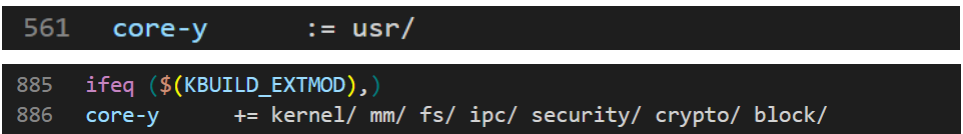 561 core-y := usr/
885 ifeq ($(KBUILD_EXTMOD),)
886 core-y += kernel/ mm/ fs/ ipc/ security/ crypto/ block/